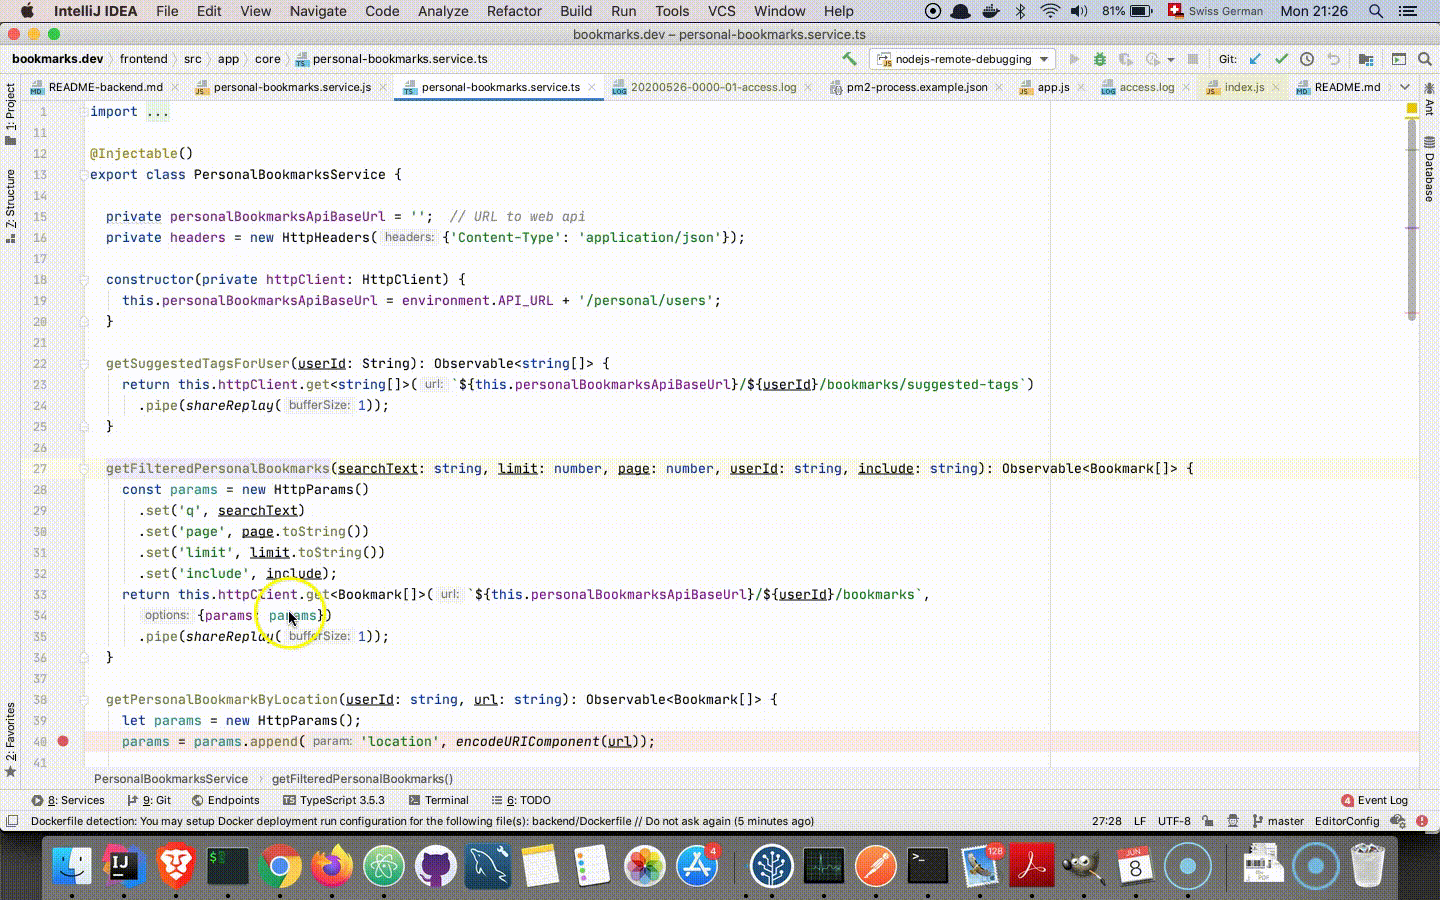 IntelliJ IDEA File Edit View Navigate Code Analyze Refactor Build Run Tools VCS Window Help 81% Swiss German Mon 21:26
bookmarks.dev – personal-bookmarks.service.ts
bookmarks.dev frontend src app core personal-bookmarks.service.ts nodejs-remote-debugging Git:
README-backend.md personal-bookmarks.service.js personal-bookmarks.service.ts 20200526-0000-01-access.log pm2-process.example.json app.js access.log index.js README.md
1: Project
7: Structure
2: Favorites
Ant
Database
1 import ...
11
12 @Injectable()
13 export class PersonalBookmarksService {
14
15 private personalBookmarksApiBaseUrl = ''; // URL to web api
16 private headers = new HttpHeaders( headers: {'Content-Type': 'application/json'});
17
18 constructor(private httpClient: HttpClient) {
19 this.personalBookmarksApiBaseUrl = environment.API_URL + '/personal/users';
20 }
21
22 getSuggestedTagsForUser(userId: String): Observable<string[]> {
23 return this.httpClient.get<string[]>( url: `${this.personalBookmarksApiBaseUrl}/${userId}/bookmarks/suggested-tags`)
24 .pipe(shareReplay( bufferSize: 1));
25 }
26
27 getFilteredPersonalBookmarks(searchText: string, limit: number, page: number, userId: string, include: string): Observable<Bookmark[]> {
28 const params = new HttpParams()
29 .set('q', searchText)
30 .set('page', page.toString())
31 .set('limit', limit.toString())
32 .set('include', include);
33 return this.httpClient.get<Bookmark[]>( url: `${this.personalBookmarksApiBaseUrl}/${userId}/bookmarks`,
34 options: {params: params})
35 .pipe(shareReplay( bufferSize: 1));
36 }
37
38 getPersonalBookmarkByLocation(userId: string, url: string): Observable<Bookmark[]> {
39 let params = new HttpParams();
40 params = params.append( param: 'location', encodeURIComponent(url));
41
PersonalBookmarksService getFilteredPersonalBookmarks()
8: Services 9: Git Endpoints TypeScript 3.5.3 Terminal 6: TODO 4 Event Log
Dockerfile detection: You may setup Docker deployment run configuration for the following file(s): backend/Dockerfile // Do not ask again (5 minutes ago) 27:28 LF UTF-8 master EditorConfig
IJ 4 128 JUN 8